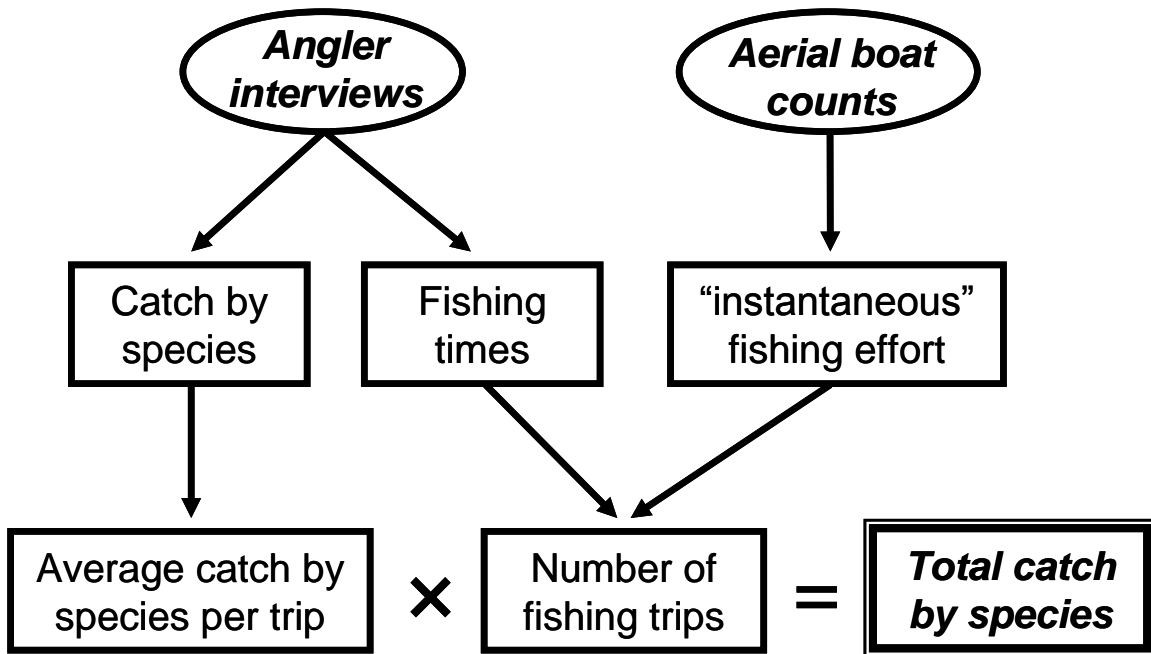 Angler
interviews
Aerial boat
counts
Catch by
species
Fishing
times
“instantaneous”
fishing effort
Average catch by
species per trip
×
Number of
fishing trips
=
Total catch
by species